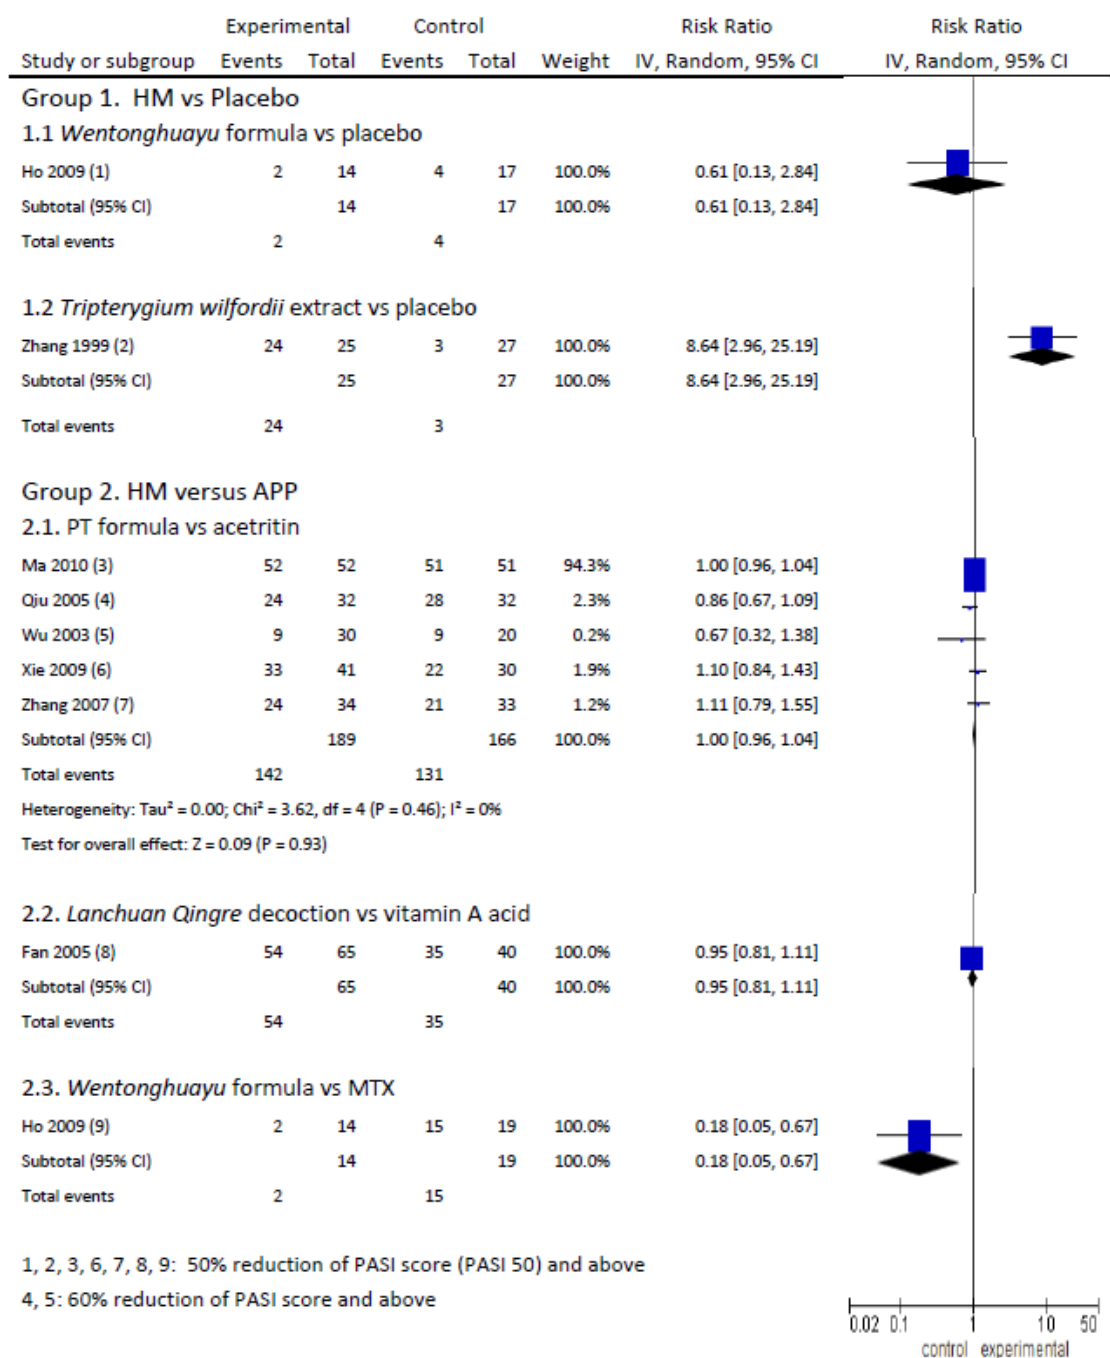 Experimental Control Risk Ratio Risk Ratio
Study or subgroup Events Total Events Total Weight IV, Random, 95% CI IV, Random, 95% CI
Group 1. HM vs Placebo
1.1 Wentonghuayu formula vs placebo
Ho 2009 (1) 2 14 4 17 100.0% 0.61 [0.13, 2.84]
Subtotal (95% CI) 14 17 100.0% 0.61 [0.13, 2.84]
Total events 2 4
1.2 Tripterygium wilfordii extract vs placebo
Zhang 1999 (2) 24 25 3 27 100.0% 8.64 [2.96, 25.19]
Subtotal (95% CI) 25 27 100.0% 8.64 [2.96, 25.19]
Total events 24 3
Group 2. HM versus APP
2.1. PT formula vs acetritin
Ma 2010 (3) 52 52 51 51 94.3% 1.00 [0.96, 1.04]
Qiu 2005 (4) 24 32 28 32 2.3% 0.86 [0.67, 1.09]
Wu 2003 (5) 9 30 9 20 0.2% 0.67 [0.32, 1.38]
Xie 2009 (6) 33 41 22 30 1.9% 1.10 [0.84, 1.43]
Zhang 2007 (7) 24 34 21 33 1.2% 1.11 [0.79, 1.55]
Subtotal (95% CI) 189 166 100.0% 1.00 [0.96, 1.04]
Total events 142 131
Heterogeneity: Tau² = 0.00; Chi² = 3.62, df = 4 (P = 0.46); I² = 0%
Test for overall effect: Z = 0.09 (P = 0.93)
2.2. Lanchuan Qingre decoction vs vitamin A acid
Fan 2005 (8) 54 65 35 40 100.0% 0.95 [0.81, 1.11]
Subtotal (95% CI) 65 40 100.0% 0.95 [0.81, 1.11]
Total events 54 35
2.3. Wentonghuayu formula vs MTX
Ho 2009 (9) 2 14 15 19 100.0% 0.18 [0.05, 0.67]
Subtotal (95% CI) 14 19 100.0% 0.18 [0.05, 0.67]
Total events 2 15
1, 2, 3, 6, 7, 8, 9: 50% reduction of PASI score (PASI 50) and above
4, 5: 60% reduction of PASI score and above
0.02 0.1 1 10 50
control experimental